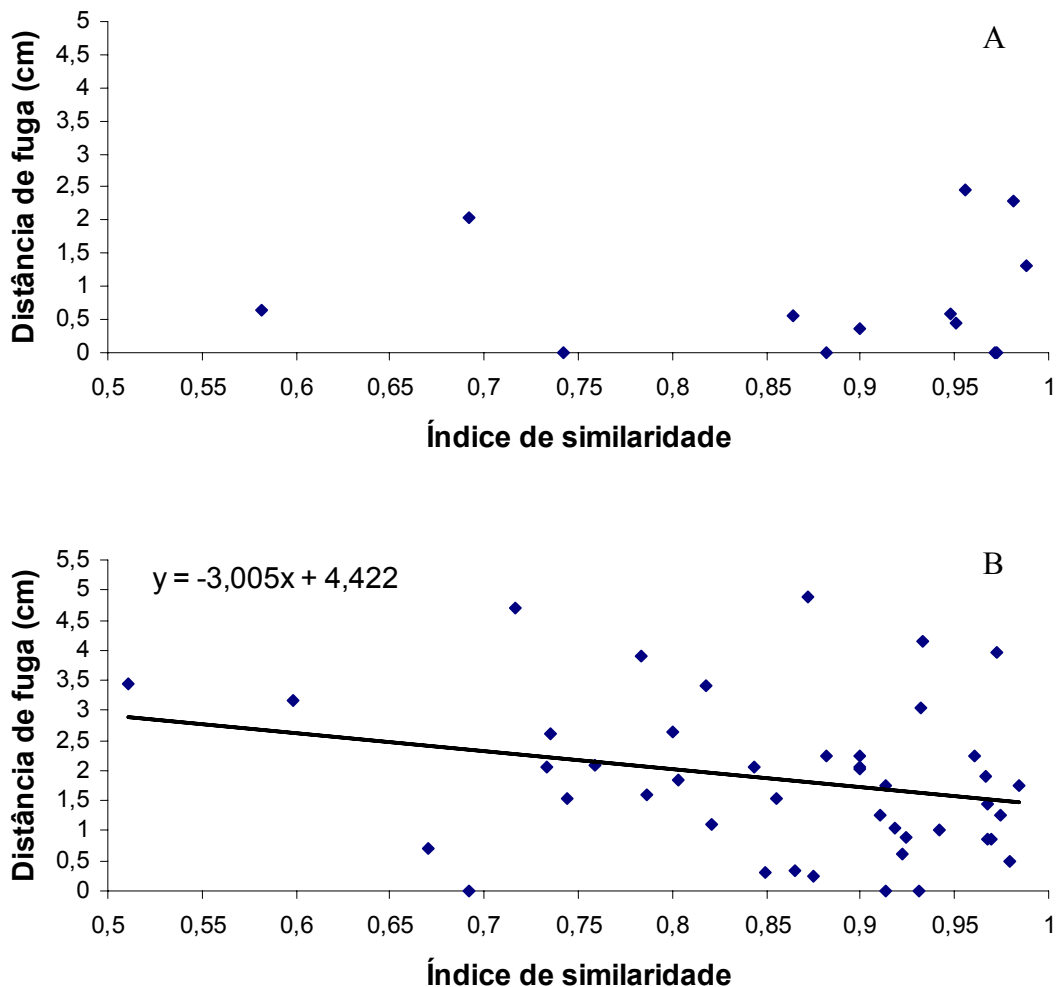 A
Distância de fuga (cm)
5
4,5
4
3,5
3
2,5
2
1,5
1
0,5
0
0,5 0,55 0,6 0,65 0,7 0,75 0,8 0,85 0,9 0,95 1
Índice de similaridade
B
y = -3,005x + 4,422
Distância de fuga (cm)
5,5
5
4,5
4
3,5
3
2,5
2
1,5
1
0,5
0
0,5 0,55 0,6 0,65 0,7 0,75 0,8 0,85 0,9 0,95 1
Índice de similaridade